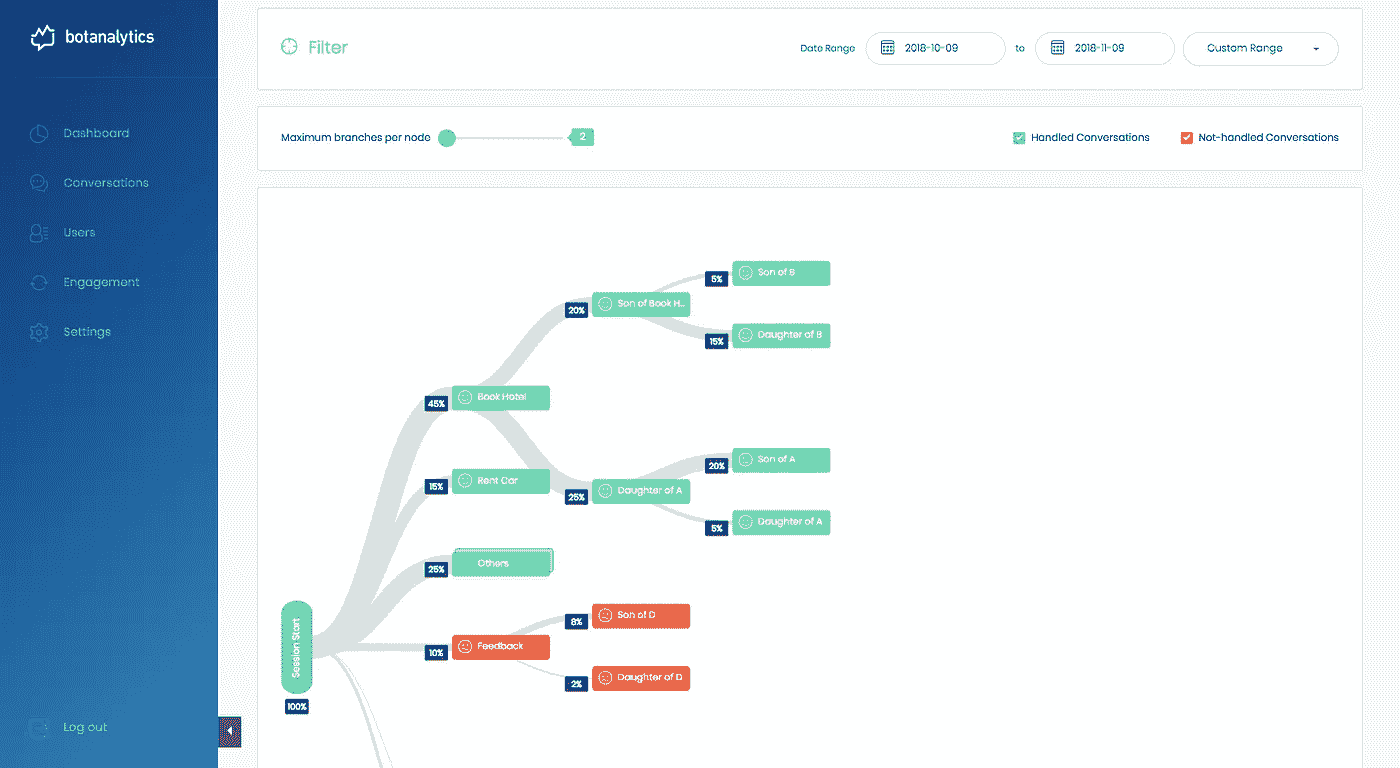 botanalytics
Dashboard
Conversations
Users
Engagement
Settings
Log out
Filter
Date Range
2018-10-09
to
2018-11-09
Custom Range
Maximum branches per node
2
Handled Conversations
Not-handled Conversations
Session Start
100%
45%
Book Hotel
20%
Son of Book H...
5%
Son of B
15%
Daughter of B
25%
Daughter of A
20%
Son of A
5%
Daughter of A
15%
Rent Car
25%
Others
10%
Feedback
8%
Son of D
2%
Daughter of D